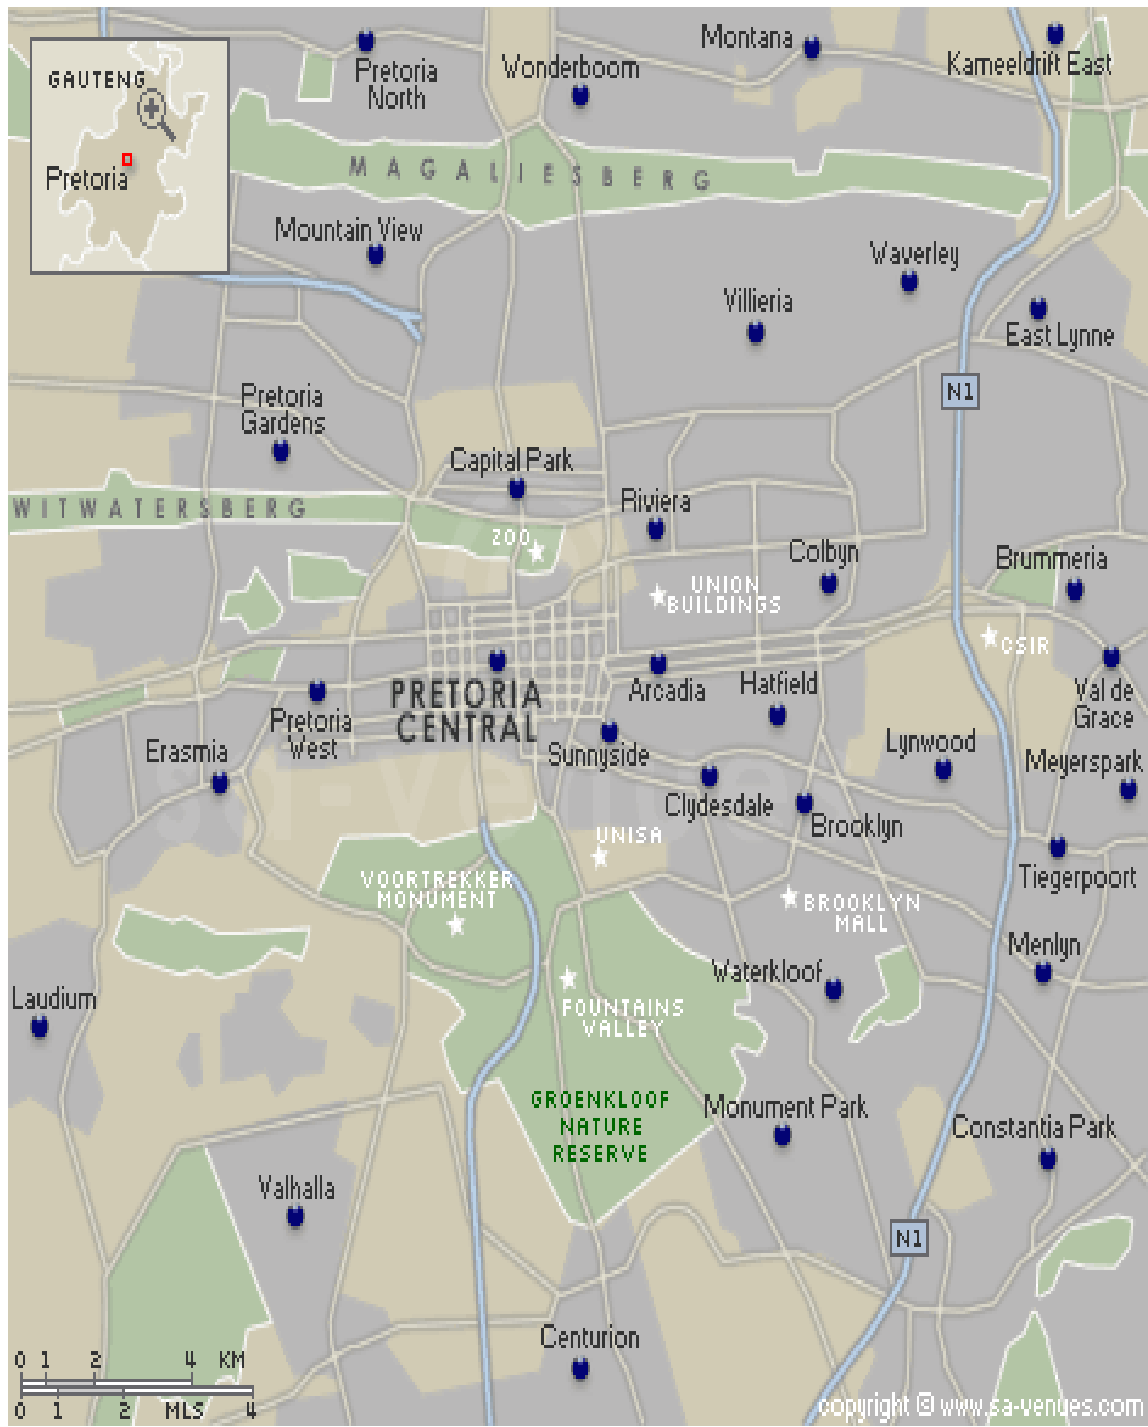 Montana
Kameeldrift East
Pretoria
North
Wonderboom
GAUTENG
Pretoria
MAGALIESBERG
Mountain View
Waverley
Villieria
East Lynne
N1
Pretoria
Gardens
Capital Park
Riviera
WITWATERSBERG
ZOO
Colbyn
Brummeria
UNION
BUILDINGS
CSIR
Arcadia
Hatfield
Val de
Grace
PRETORIA
CENTRAL
Pretoria
West
Erasmia
Sunnyside
Lynwood
Meyerspark
Clydesdale
Brooklyn
UNISA
Tiegerpoort
VOORTREKKER
MONUMENT
BROOKLYN
MALL
Menlyn
Waterkloof
Laudium
FOUNTAINS
VALLEY
GROENKLOOF
NATURE
RESERVE
Monument Park
Constantia Park
Valhalla
N1
Centurion
0 1 2 4 KM
0 1 2 MLS 4
copyright © www.sa-venues.com
sa-venues